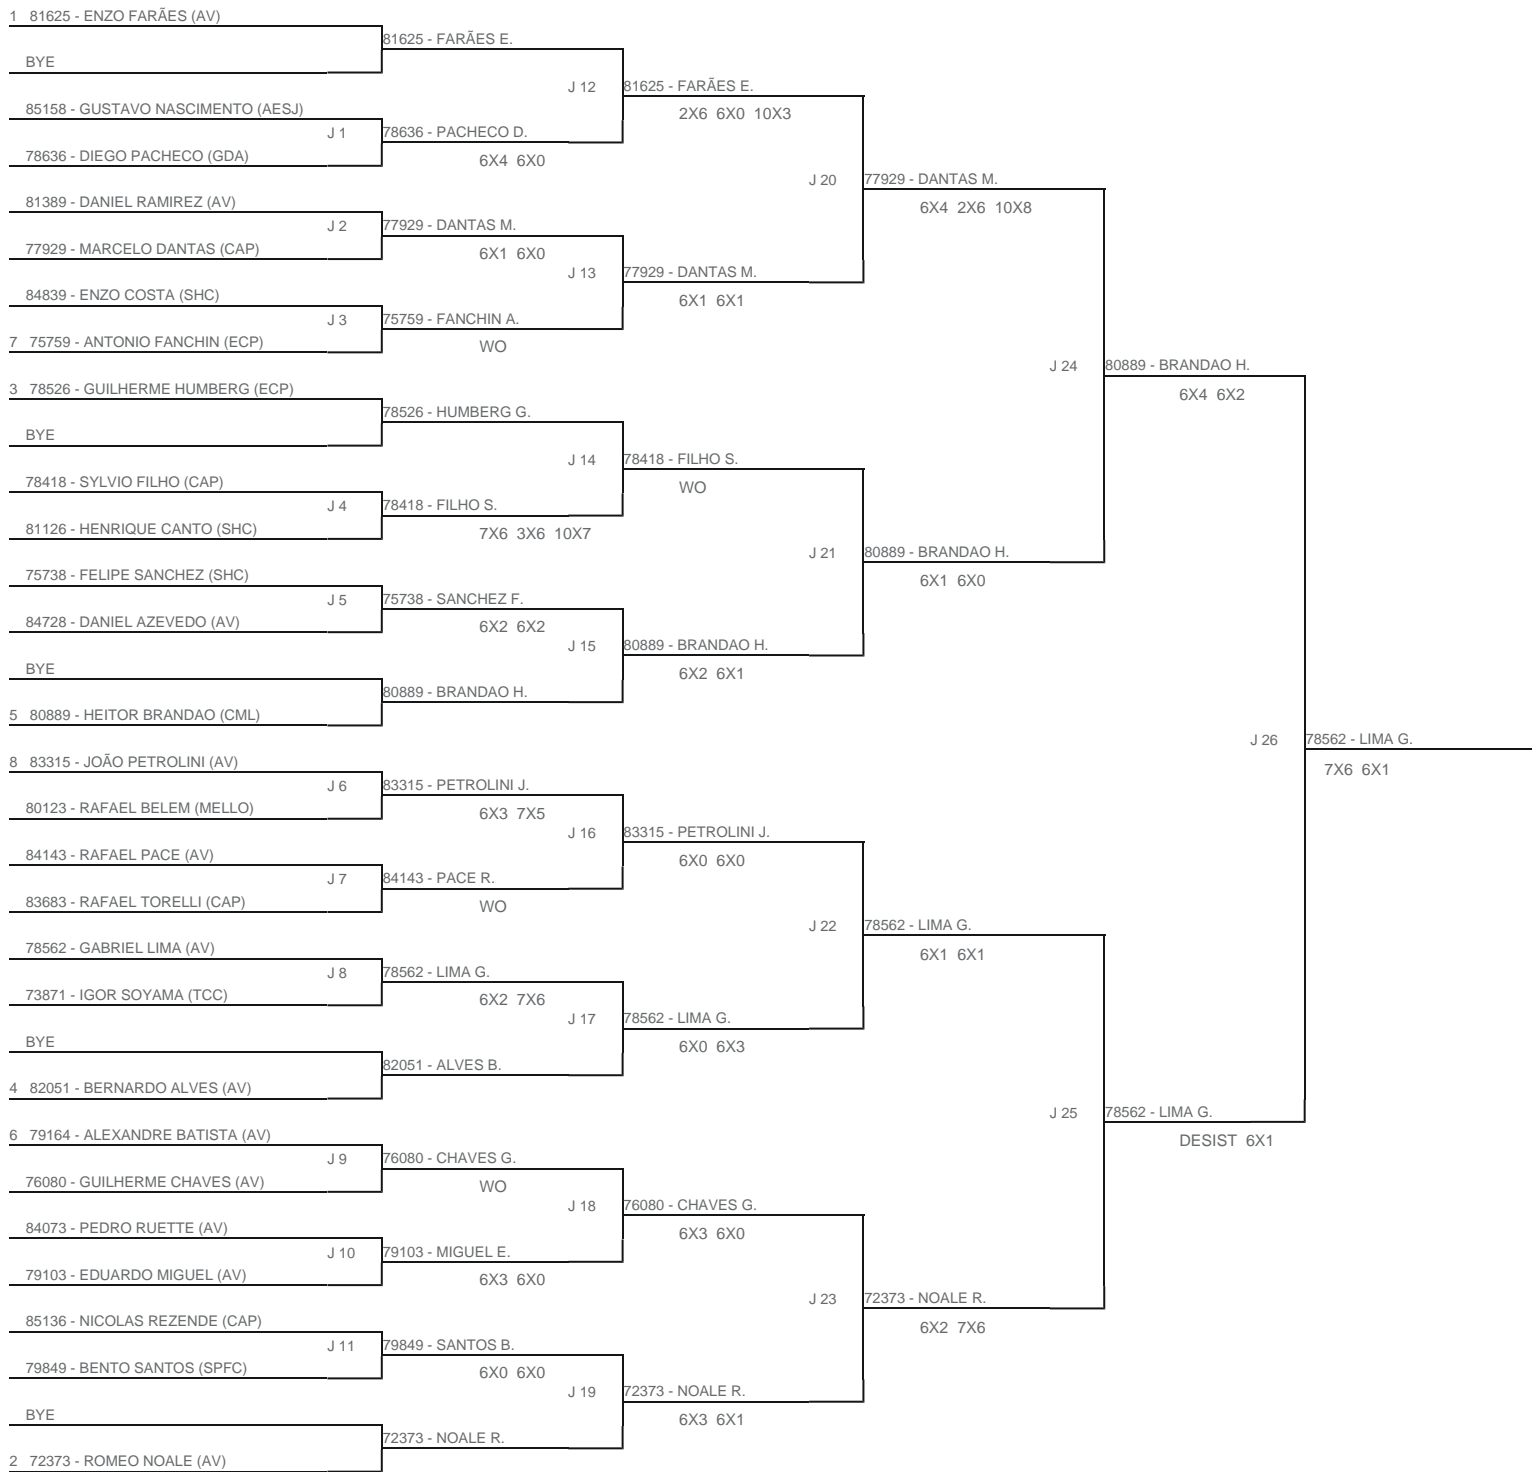 1 81625 - ENZO FARÃES (AV)
81625 - FARÃES E.
BYE
J 12
81625 - FARÃES E.
2X6 6X0 10X3
85158 - GUSTAVO NASCIMENTO (AESJ)
J 1
78636 - PACHECO D.
6X4 6X0
78636 - DIEGO PACHECO (GDA)
J 20
77929 - DANTAS M.
6X4 2X6 10X8
81389 - DANIEL RAMIREZ (AV)
J 2
77929 - DANTAS M.
6X1 6X0
77929 - MARCELO DANTAS (CAP)
J 13
77929 - DANTAS M.
6X1 6X1
84839 - ENZO COSTA (SHC)
J 3
75759 - FANCHIN A.
WO
7 75759 - ANTONIO FANCHIN (ECP)
J 24
80889 - BRANDAO H.
6X4 6X2
3 78526 - GUILHERME HUMBERG (ECP)
78526 - HUMBERG G.
BYE
J 14
78418 - FILHO S.
WO
78418 - SYLVIO FILHO (CAP)
J 4
78418 - FILHO S.
7X6 3X6 10X7
81126 - HENRIQUE CANTO (SHC)
J 21
80889 - BRANDAO H.
6X1 6X0
75738 - FELIPE SANCHEZ (SHC)
J 5
75738 - SANCHEZ F.
6X2 6X2
84728 - DANIEL AZEVEDO (AV)
J 15
80889 - BRANDAO H.
6X2 6X1
BYE
80889 - BRANDAO H.
5 80889 - HEITOR BRANDAO (CML)
J 26
78562 - LIMA G.
7X6 6X1
8 83315 - JOÃO PETROLINI (AV)
J 6
83315 - PETROLINI J.
6X3 7X5
80123 - RAFAEL BELEM (MELLO)
J 16
83315 - PETROLINI J.
6X0 6X0
84143 - RAFAEL PACE (AV)
J 7
84143 - PACE R.
WO
83683 - RAFAEL TORELLI (CAP)
J 22
78562 - LIMA G.
6X1 6X1
78562 - GABRIEL LIMA (AV)
J 8
78562 - LIMA G.
6X2 7X6
73871 - IGOR SOYAMA (TCC)
J 17
78562 - LIMA G.
6X0 6X3
BYE
82051 - ALVES B.
4 82051 - BERNARDO ALVES (AV)
J 25
78562 - LIMA G.
DESIST 6X1
6 79164 - ALEXANDRE BATISTA (AV)
J 9
76080 - CHAVES G.
WO
76080 - GUILHERME CHAVES (AV)
J 18
76080 - CHAVES G.
6X3 6X0
84073 - PEDRO RUETTE (AV)
J 10
79103 - MIGUEL E.
6X3 6X0
79103 - EDUARDO MIGUEL (AV)
J 23
72373 - NOALE R.
6X2 7X6
85136 - NICOLAS REZENDE (CAP)
J 11
79849 - SANTOS B.
6X0 6X0
79849 - BENTO SANTOS (SPFC)
J 19
72373 - NOALE R.
6X3 6X1
BYE
72373 - NOALE R.
2 72373 - ROMEO NOALE (AV)